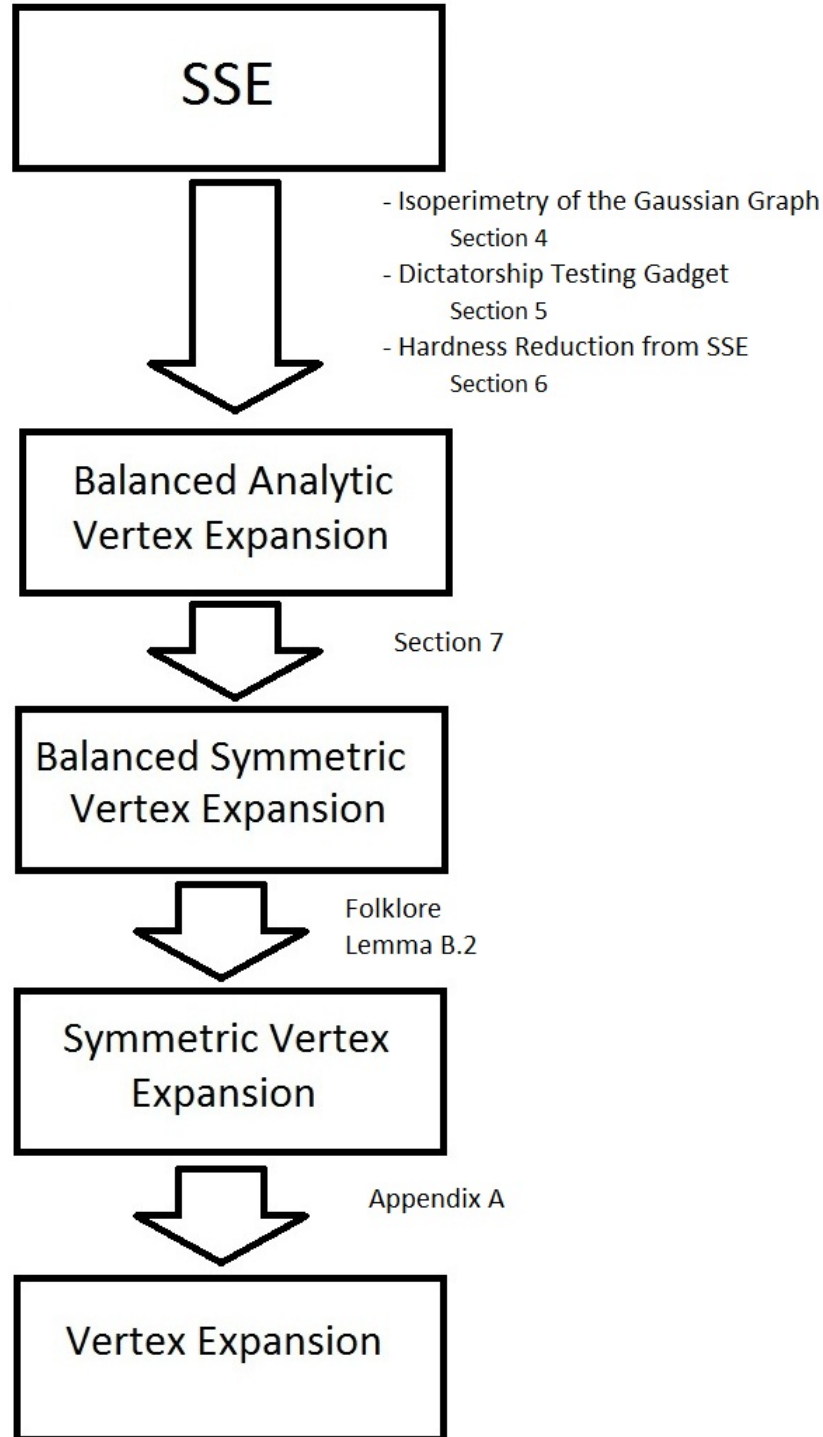 SSE
- Isoperimetry of the Gaussian Graph
Section 4
- Dictatorship Testing Gadget
Section 5
- Hardness Reduction from SSE
Section 6
Balanced Analytic
Vertex Expansion
Section 7
Balanced Symmetric
Vertex Expansion
Folklore
Lemma B.2
Symmetric Vertex
Expansion
Appendix A
Vertex Expansion